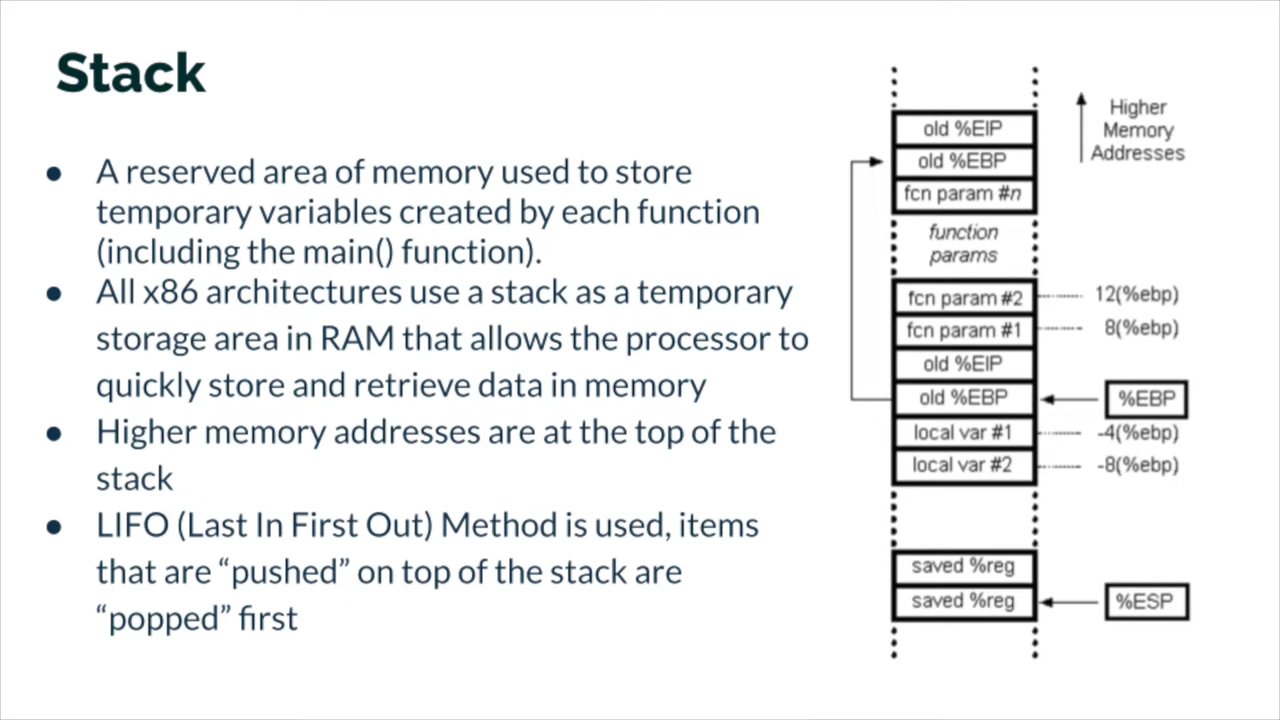 Stack
● A reserved area of memory used to store
temporary variables created by each function
(including the main() function).
● All x86 architectures use a stack as a temporary
storage area in RAM that allows the processor to
quickly store and retrieve data in memory
● Higher memory addresses are at the top of the
stack
● LIFO (Last In First Out) Method is used, items
that are “pushed” on top of the stack are
“popped” first
Higher
Memory
Addresses
old %EIP
old %EBP
fcn param #n
function
params
fcn param #2 12(%ebp)
fcn param #1 8(%ebp)
old %EIP
old %EBP %EBP
local var #1 -4(%ebp)
local var #2 -8(%ebp)
saved %reg
saved %reg %ESP